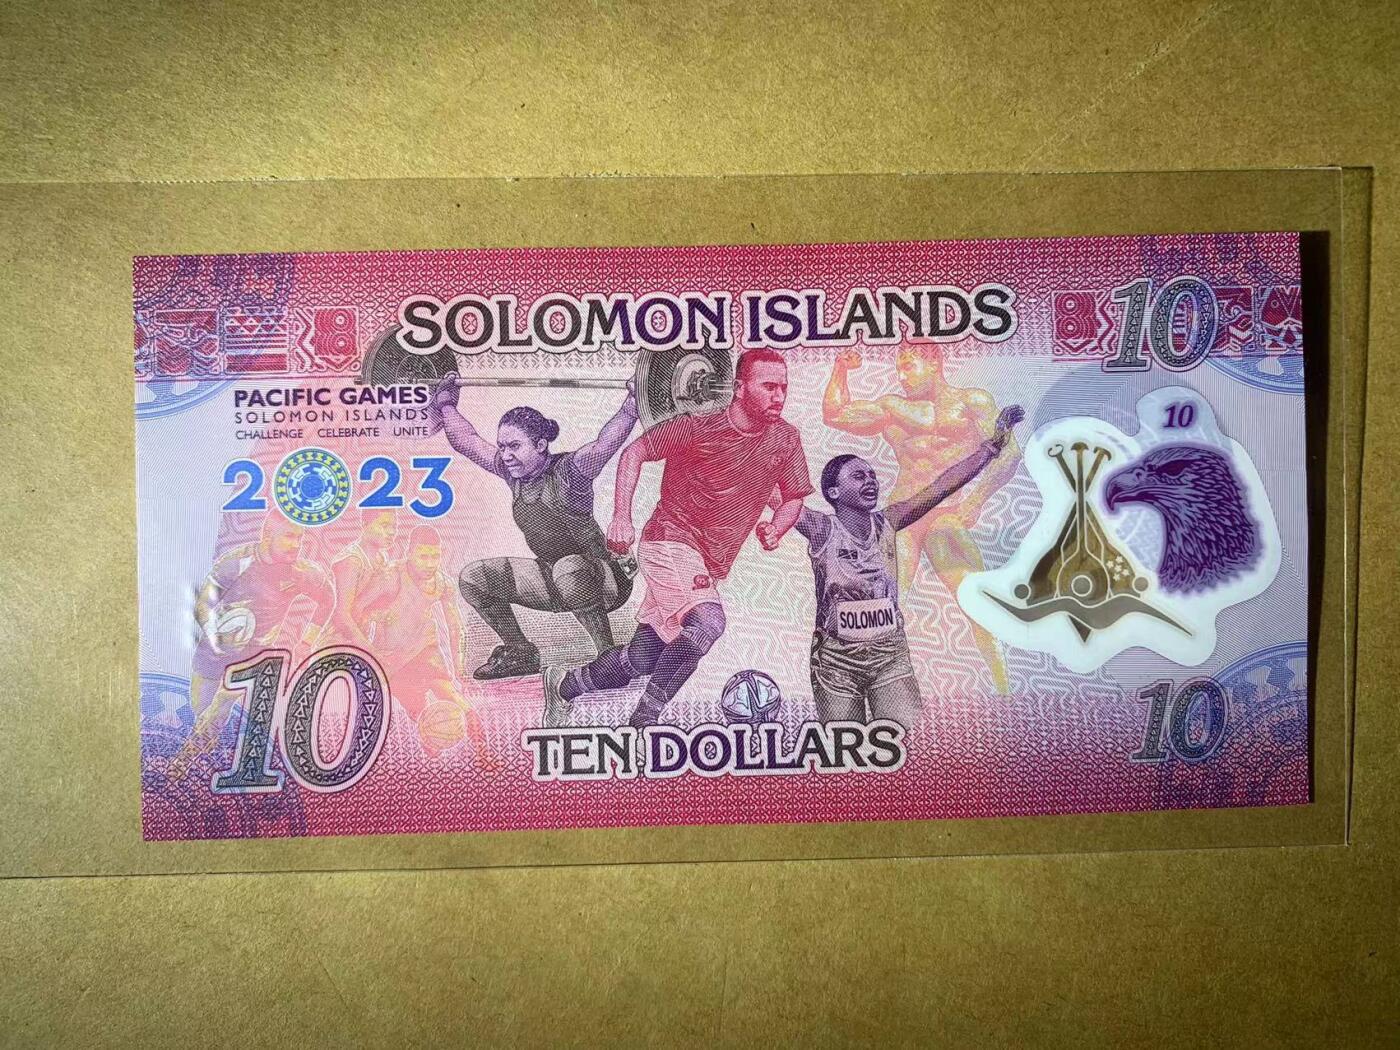 SOLOMON ISLANDS
10
PACIFIC GAMES
SOLOMON ISLANDS
CHALLENGE CELEBRATE UNITE
2023
10
SOLOMON
10
TEN DOLLARS
10